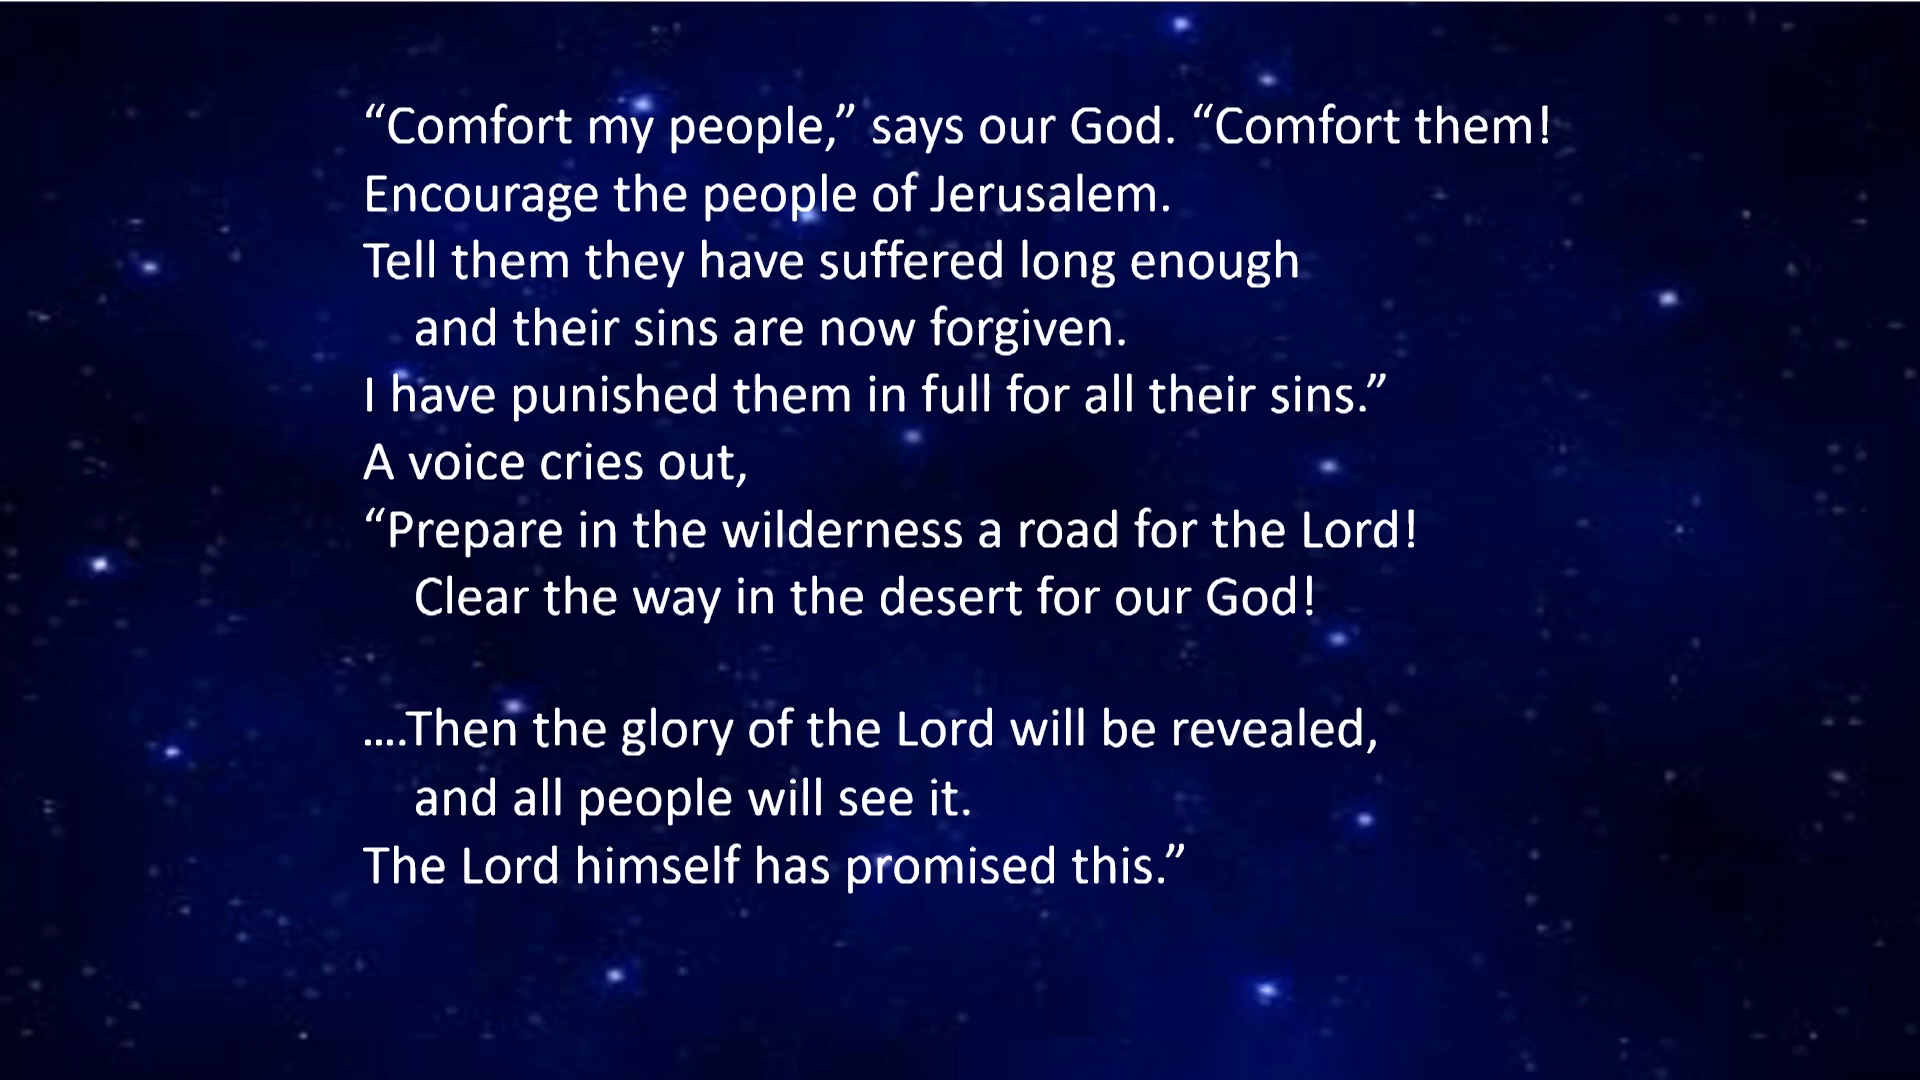 “Comfort my people,” says our God. “Comfort them!
Encourage the people of Jerusalem.
Tell them they have suffered long enough
and their sins are now forgiven.
I have punished them in full for all their sins.”
A voice cries out,
“Prepare in the wilderness a road for the Lord!
Clear the way in the desert for our God!
....Then the glory of the Lord will be revealed,
and all people will see it.
The Lord himself has promised this.”